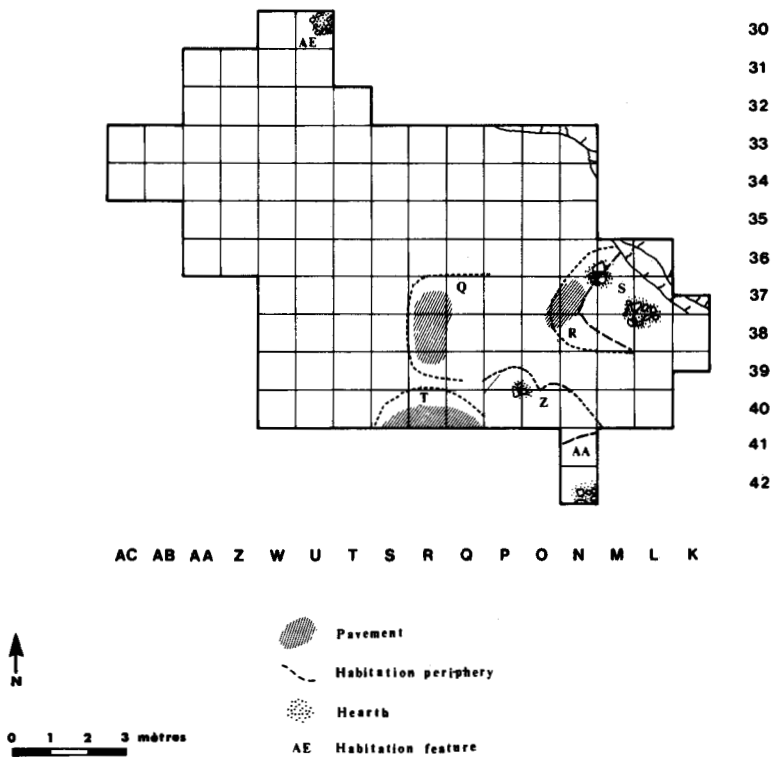 30
AE
31
32
33
34
35
36
Q S 37
R 38
39
T Z 40
AA 41
42
AC AB AA Z W U T S R Q P O N M L K
Pavement
Habitation periphery
N
Hearth
0 1 2 3 mètres
AE Habitation feature